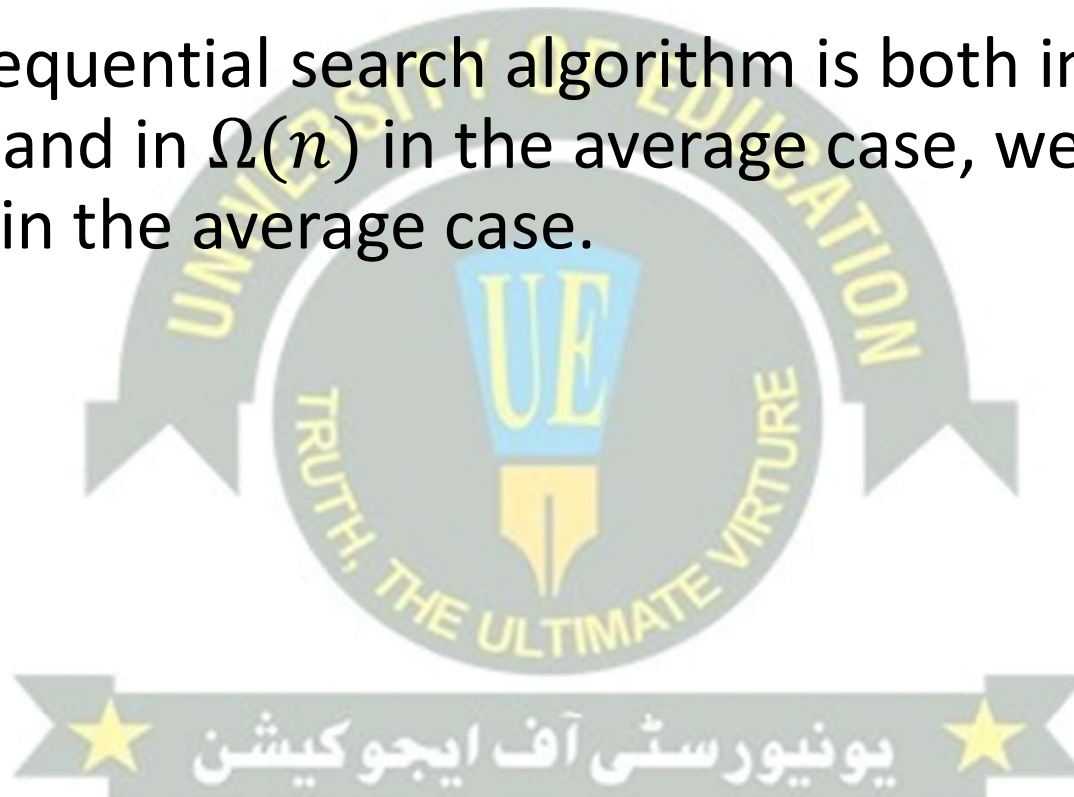 equential search algorithm is both in
and in Ω(n) in the average case, we
in the average case.
UNIVERSITY OF EDUCATION
UE
TRUTH, THE ULTIMATE VIRTURE
یونیورسٹی آف ایجوکیشن